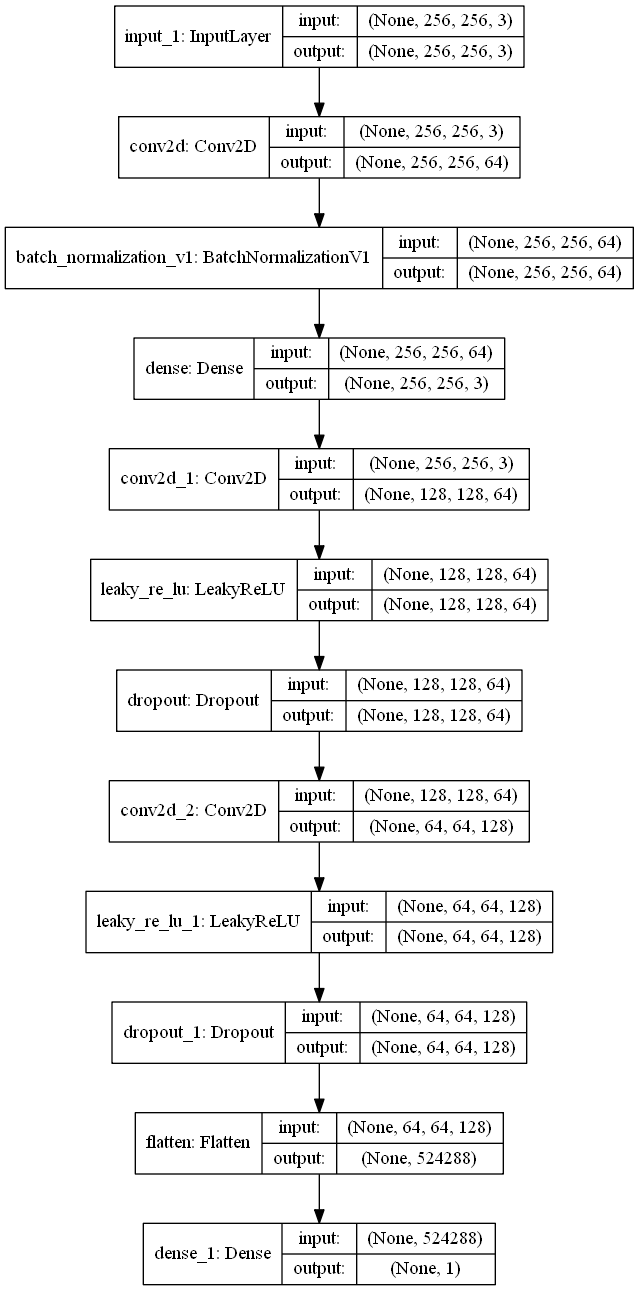 input_1: InputLayer
input: (None, 256, 256, 3)
output: (None, 256, 256, 3)
conv2d: Conv2D
input: (None, 256, 256, 3)
output: (None, 256, 256, 64)
batch_normalization_v1: BatchNormalizationV1
input: (None, 256, 256, 64)
output: (None, 256, 256, 64)
dense: Dense
input: (None, 256, 256, 64)
output: (None, 256, 256, 3)
conv2d_1: Conv2D
input: (None, 256, 256, 3)
output: (None, 128, 128, 64)
leaky_re_lu: LeakyReLU
input: (None, 128, 128, 64)
output: (None, 128, 128, 64)
dropout: Dropout
input: (None, 128, 128, 64)
output: (None, 128, 128, 64)
conv2d_2: Conv2D
input: (None, 128, 128, 64)
output: (None, 64, 64, 128)
leaky_re_lu_1: LeakyReLU
input: (None, 64, 64, 128)
output: (None, 64, 64, 128)
dropout_1: Dropout
input: (None, 64, 64, 128)
output: (None, 64, 64, 128)
flatten: Flatten
input: (None, 64, 64, 128)
output: (None, 524288)
dense_1: Dense
input: (None, 524288)
output: (None, 1)